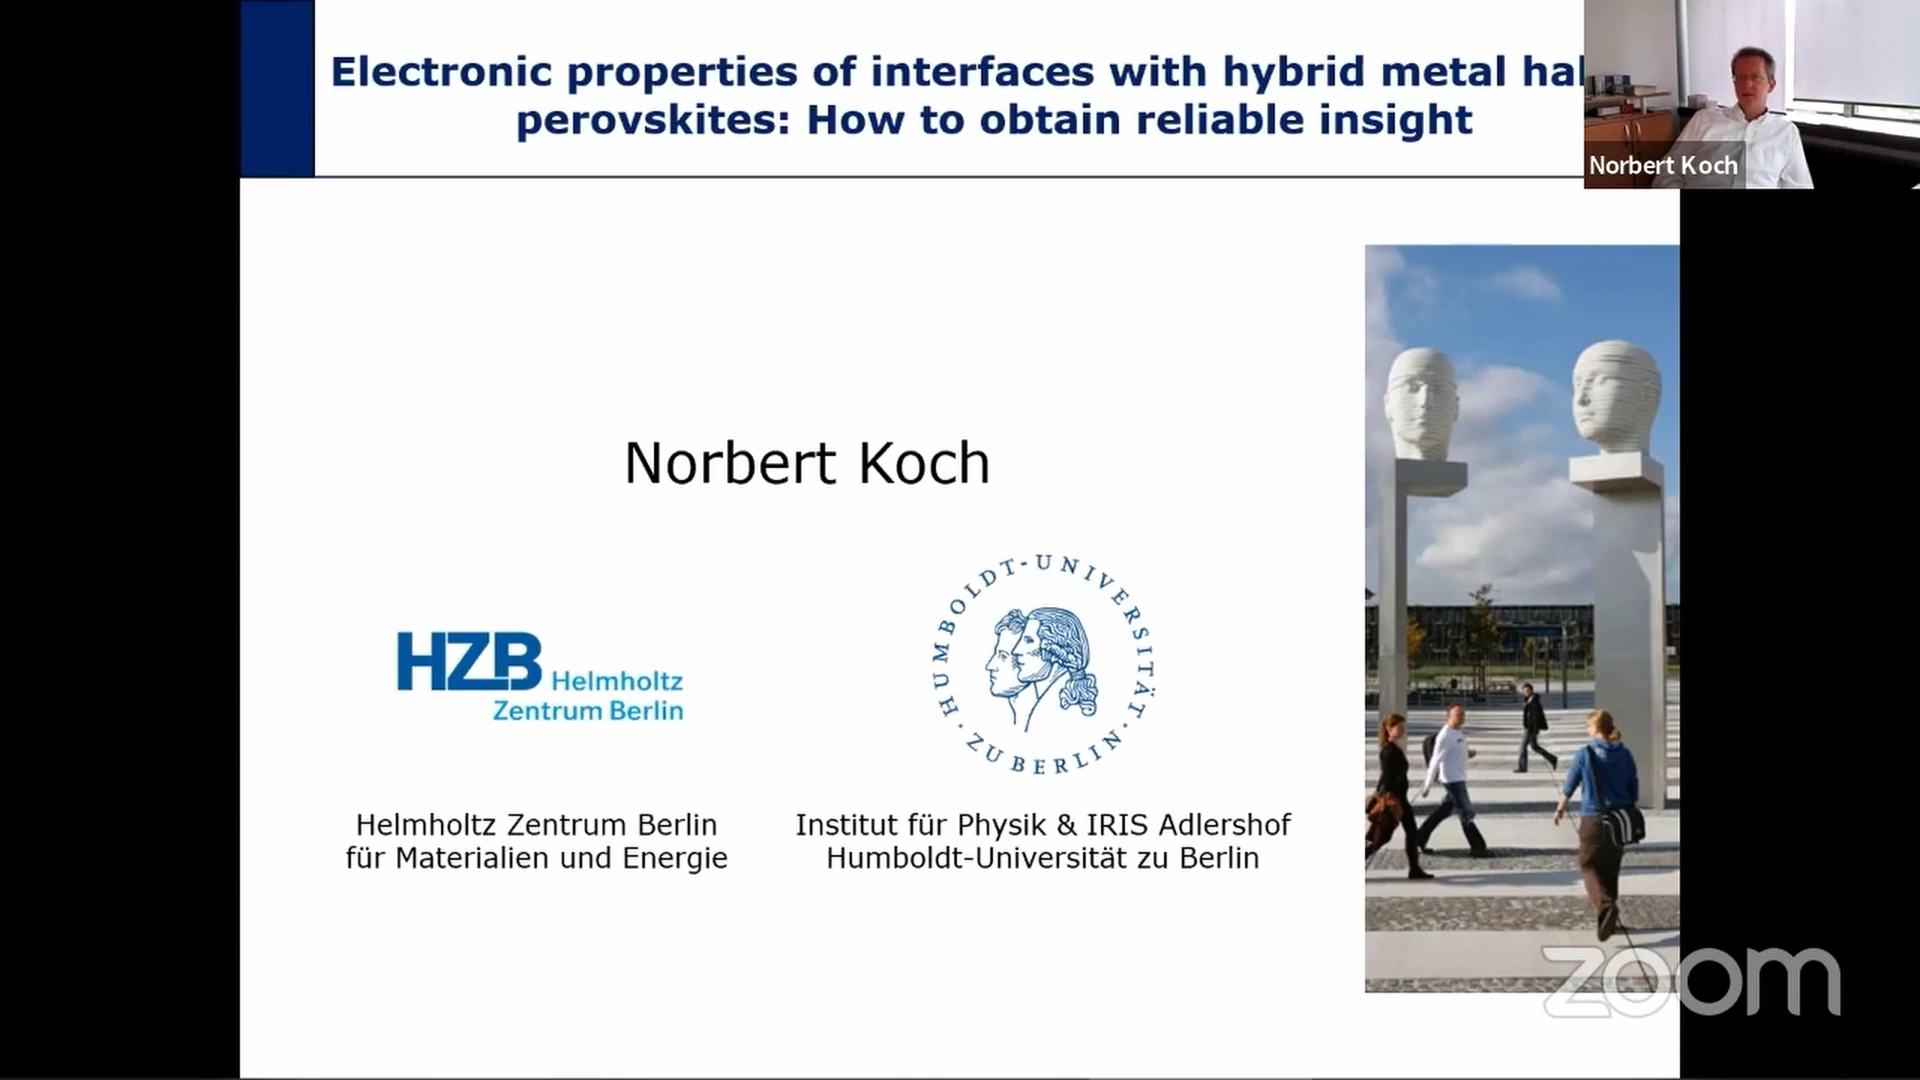 Electronic properties of interfaces with hybrid metal hal
perovskites: How to obtain reliable insight
Norbert Koch
Norbert Koch
HZB Helmholtz
Zentrum Berlin
HUMBOLDT-UNIVERSITÄT · ZU BERLIN ·
Helmholtz Zentrum Berlin
für Materialien und Energie
Institut für Physik & IRIS Adlershof
Humboldt-Universität zu Berlin
zoom